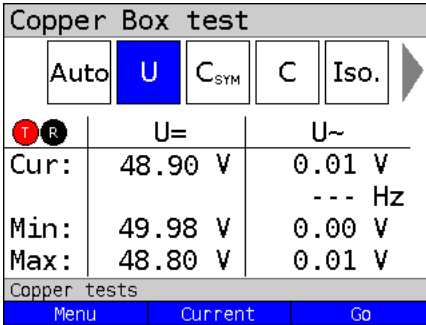 Copper Box test
Auto U CSYM C Iso.
T R U= U~
Cur: 48.90 V 0.01 V
--- Hz
Min: 49.98 V 0.00 V
Max: 48.80 V 0.01 V
Copper tests
Menu Current Go